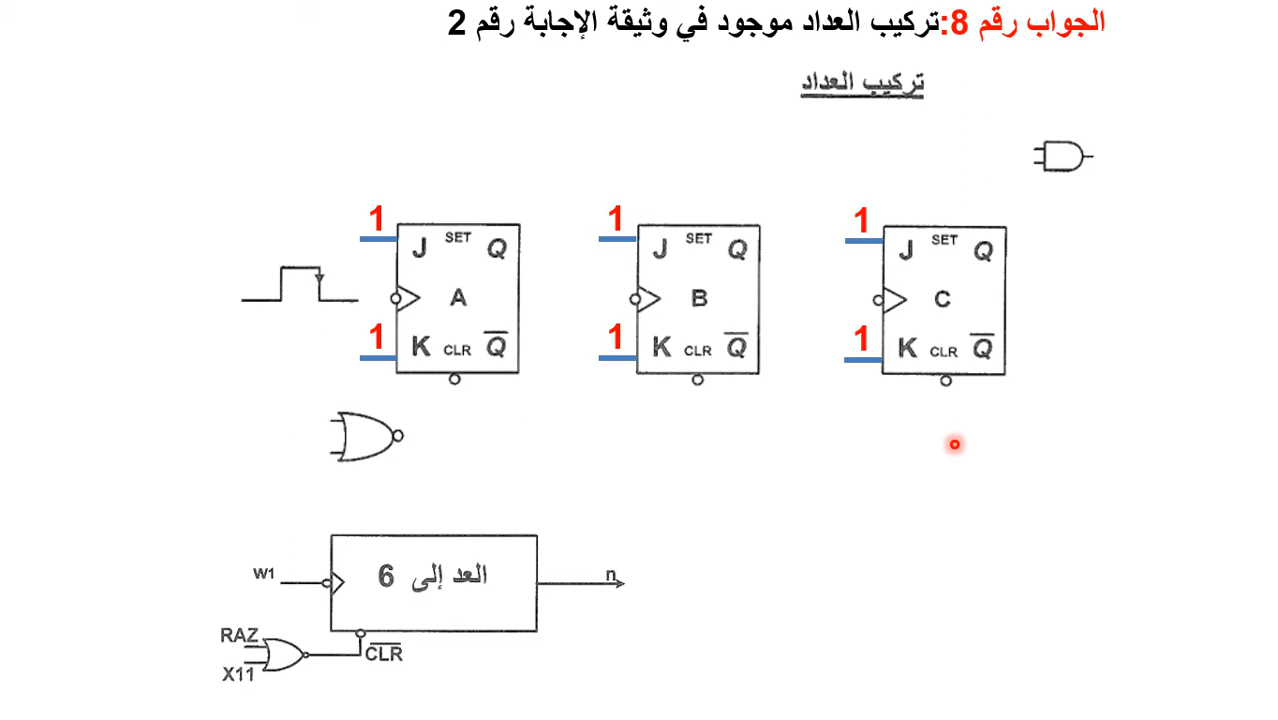 الجواب رقم 8:تركيب العداد موجود في وثيقة الإجابة رقم 2
تركيب العداد
1 1 1
J SET Q J SET Q J SET Q
A B C
1 1 1
K CLR Q̅ K CLR Q̅ K CLR Q̅
W1 العد إلى 6 n
RAZ
C̅L̅R̅
X11